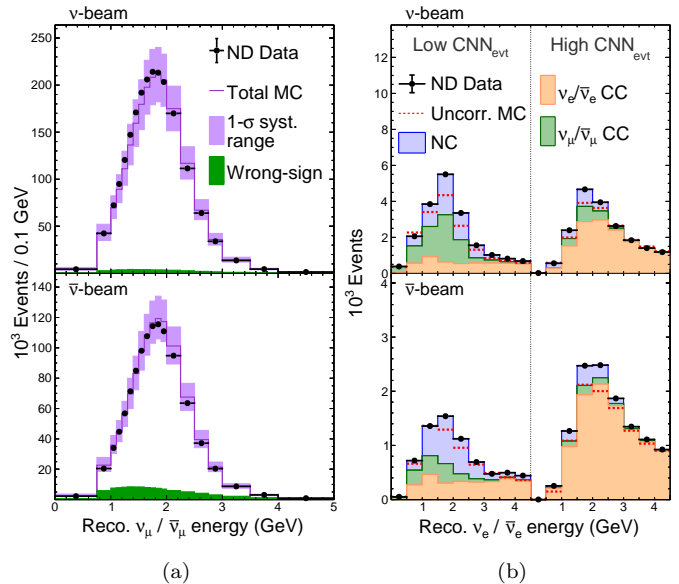 ν-beam
ND Data
Total MC
1-σ syst.
range
Wrong-sign
250
200
150
100
50
0
ν̄-beam
140
120
100
80
60
40
20
0 1 2 3 4 5
10³ Events / 0.1 GeV
Reco. νμ / ν̄μ energy (GeV)
(a)
ν-beam
Low CNNevt
High CNNevt
ND Data
Uncorr. MC
NC
νe/ν̄e CC
νμ/ν̄μ CC
12
10
8
6
4
2
0
ν̄-beam
4
3
2
1
0
1 2 3 4 1 2 3 4
10³ Events
Reco. νe / ν̄e energy (GeV)
(b)